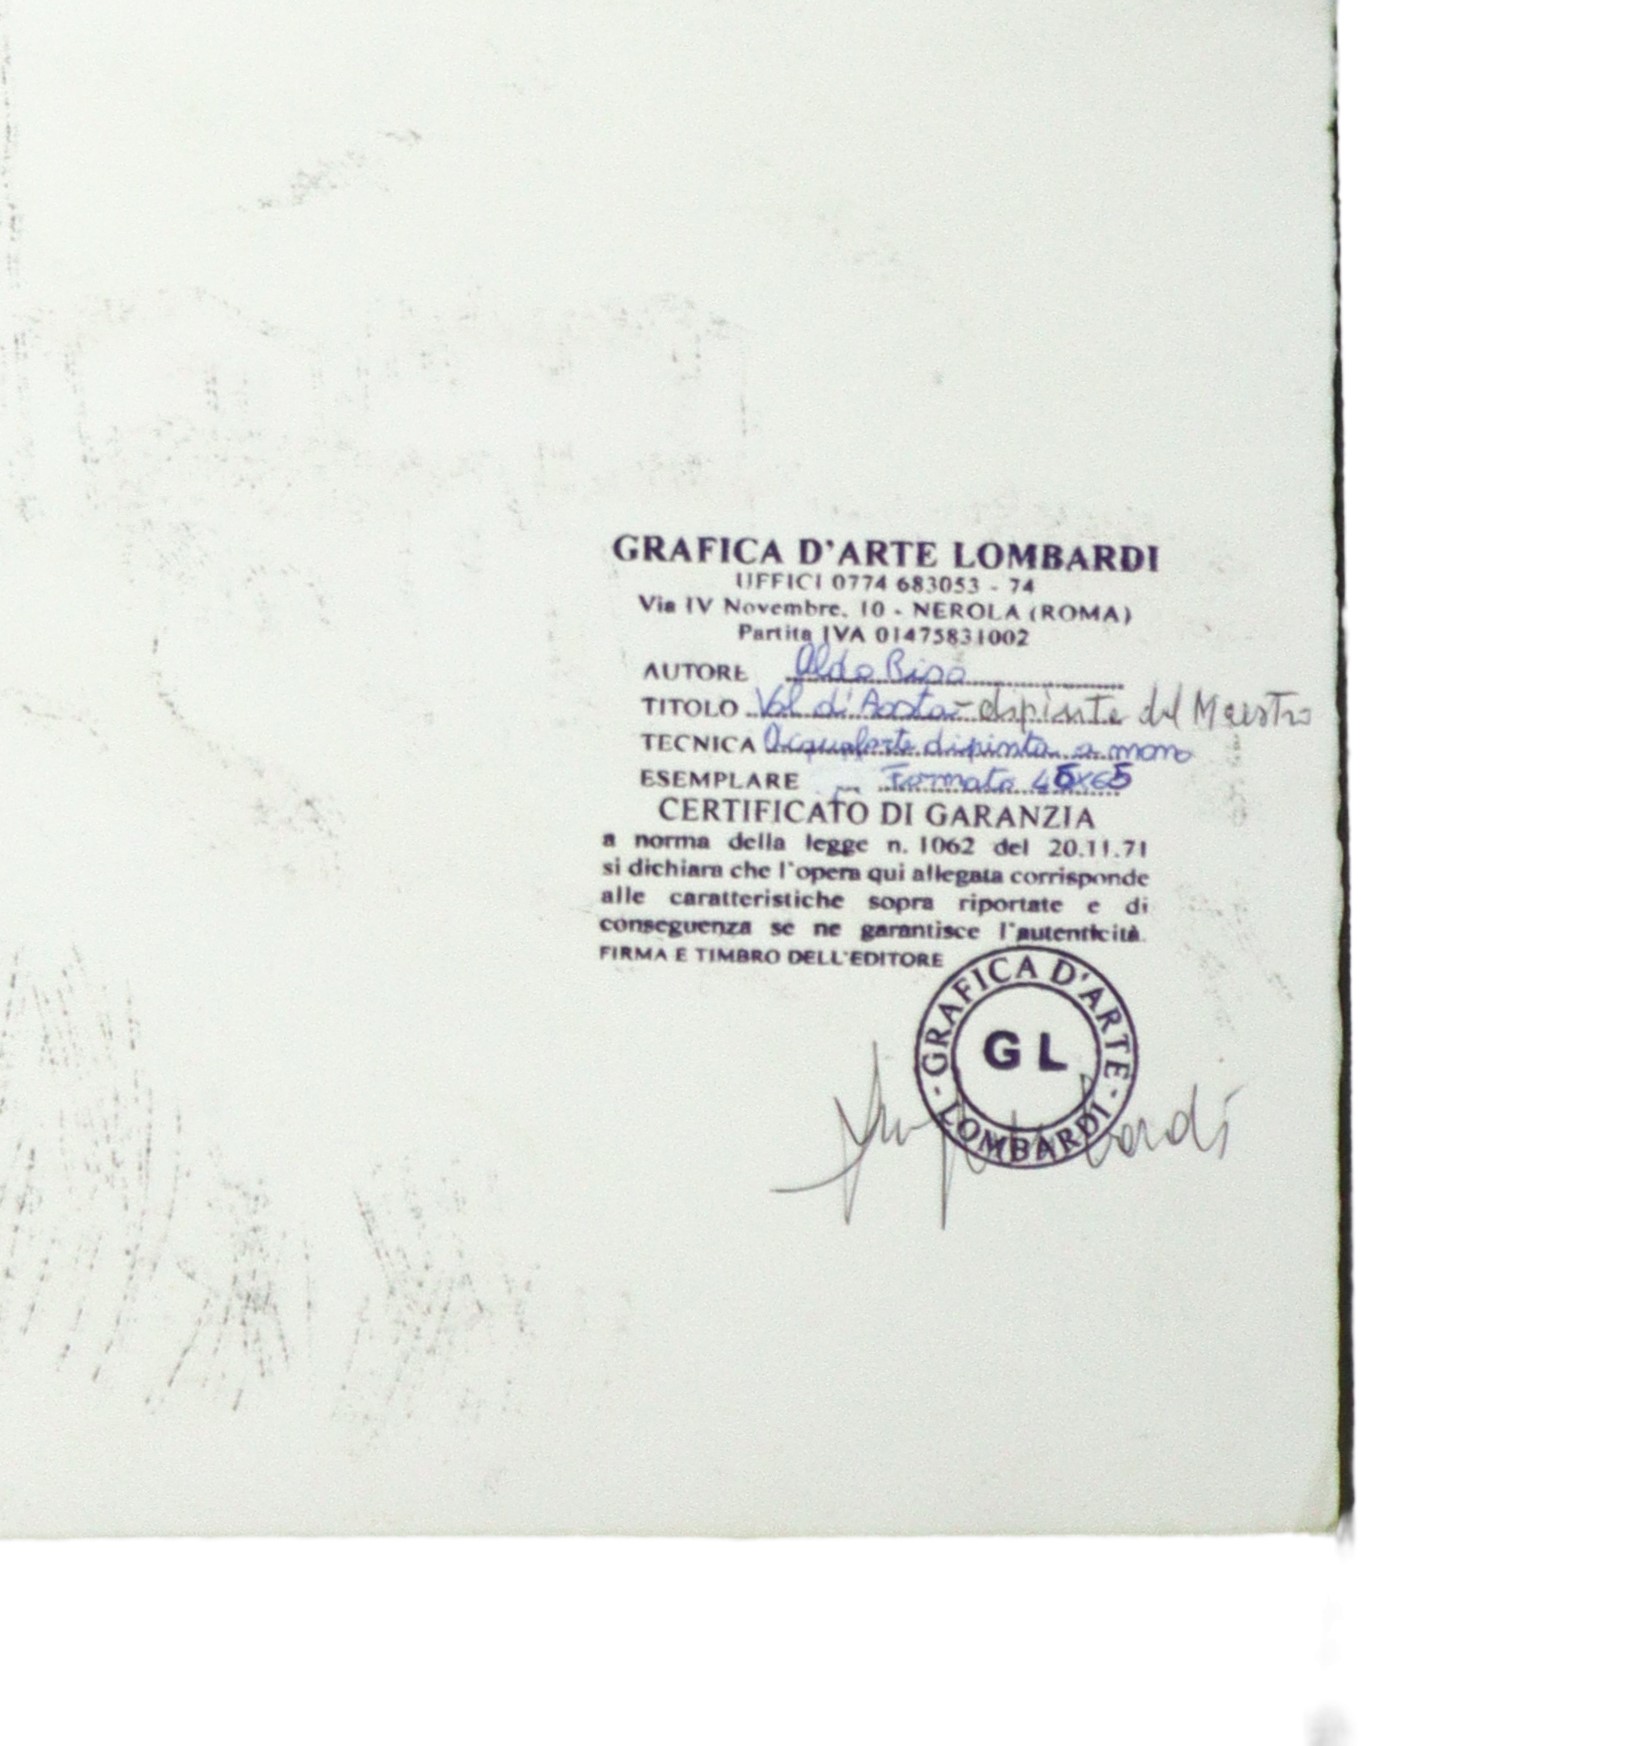 GRAFICA D'ARTE LOMBARDI
UFFICI 0774 683053 - 74
Via IV Novembre, 10 - NEROLA (ROMA)
Partita IVA 01475831002
AUTORE Aldo Riso
TITOLO Val d'Aosta - dipinta dal Maestro
TECNICA Acquaforte dipinta a mano
ESEMPLARE Formato 45x65
CERTIFICATO DI GARANZIA
a norma della legge n. 1062 del 20.11.71
si dichiara che l'opera qui allegata corrisponde
alle caratteristiche sopra riportate e di
conseguenza se ne garantisce l'autenticità.
FIRMA E TIMBRO DELL'EDITORE
GRAFICA D'ARTE
GL
- LOMBARDI -